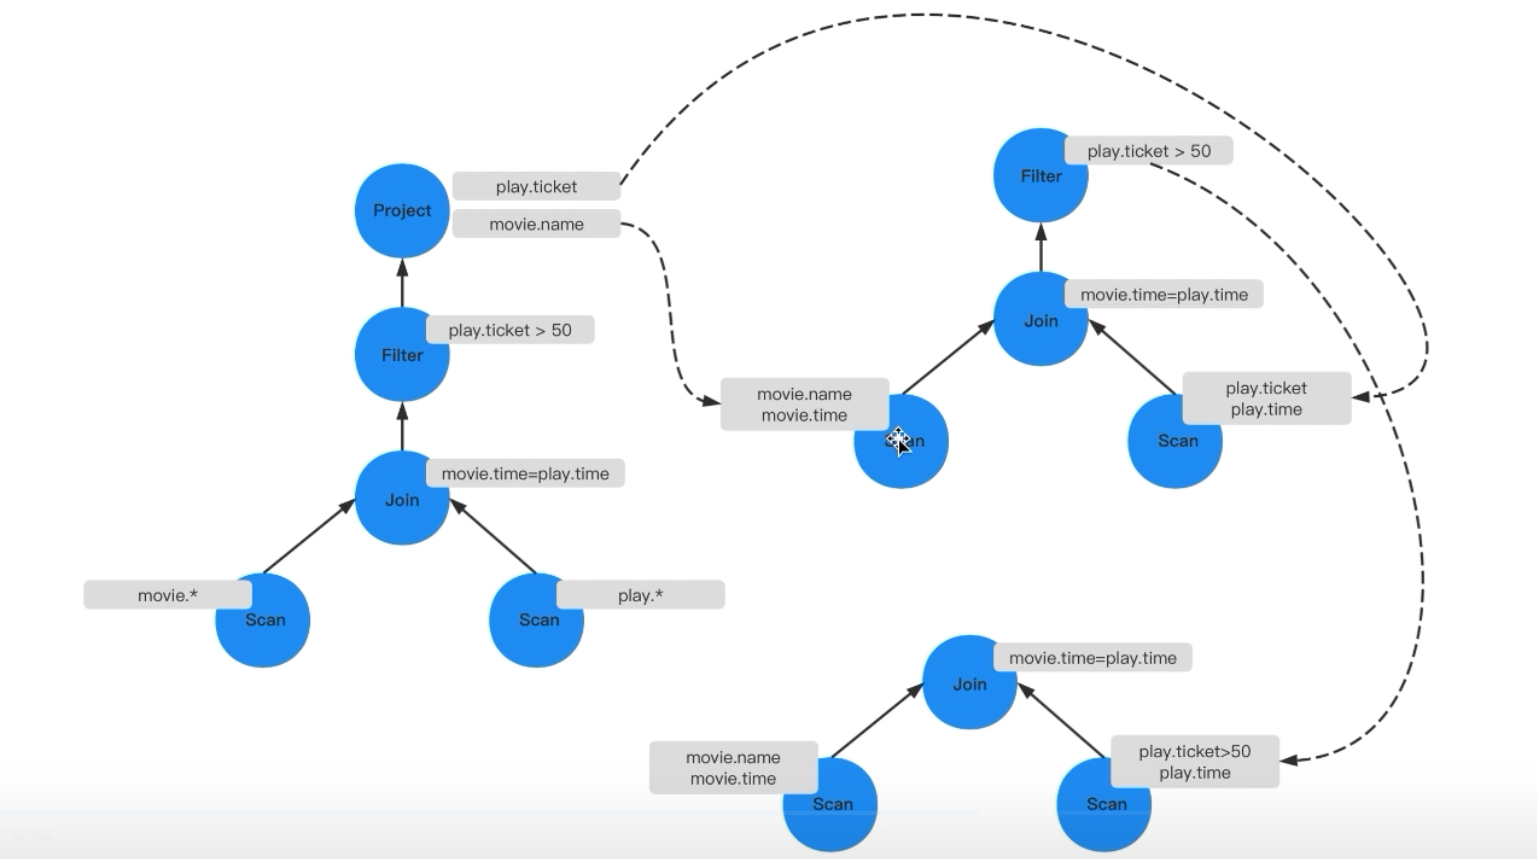 Project
play.ticket
movie.name
Filter
play.ticket > 50
Join
movie.time=play.time
movie.*
Scan
play.*
Scan
Filter
play.ticket > 50
Join
movie.time=play.time
movie.name
movie.time
play.ticket
play.time
Scan
Join
movie.time=play.time
movie.name
movie.time
Scan
play.ticket>50
play.time
Scan